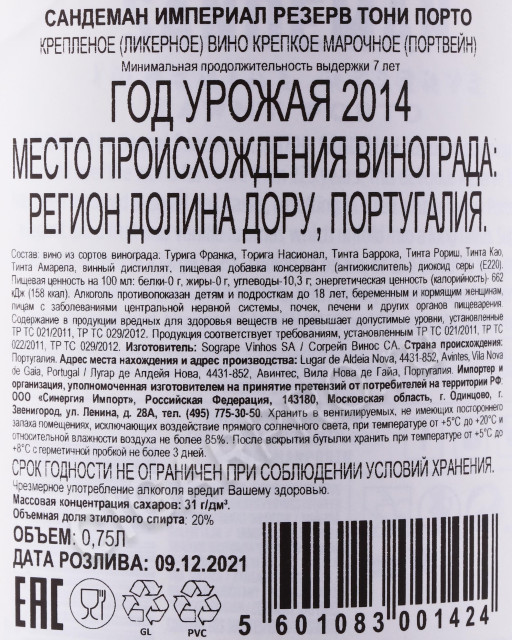 САНДЕМАН ИМПЕРИАЛ РЕЗЕРВ ТОНИ ПОРТО
КРЕПЛЕНОЕ (ЛИКЕРНОЕ) ВИНО КРЕПКОЕ МАРОЧНОЕ (ПОРТВЕЙН)
Минимальная продолжительность выдержки 7 лет
ГОД УРОЖАЯ 2014
МЕСТО ПРОИСХОЖДЕНИЯ ВИНОГРАДА:
РЕГИОН ДОЛИНА ДОРУ, ПОРТУГАЛИЯ.
Состав: вино из сортов винограда: Турига Франка, Торига Насионал, Тинта Баррока, Тинта Рориш, Тинта Као,
Тинта Амарела, винный дистиллят, пищевая добавка консервант (антиокислитель) диоксид серы (Е220).
Пищевая ценность на 100 мл: белки-0 г, жиры-0 г, углеводы-10,3 г; энергетическая ценность (калорийность)- 662
кДж (158 ккал). Алкоголь противопоказан детям и подросткам до 18 лет, беременным и кормящим женщинам,
лицам с заболеваниями центральной нервной системы, почек, печени и других органов пищеварения.
Содержание в продукции вредных для здоровья веществ не превышает допустимые уровни, установленные
ТР ТС 021/2011, ТР ТС 029/2012. Продукция соответствует требованиям, установленным ТР ТС 021/2011, ТР ТС
022/2011, ТР ТС 029/2012. Изготовитель: Sogrape Vinhos SA / Согрейп Винос СА. Страна происхождения:
Португалия. Адрес места нахождения и адрес производства: Lugar de Aldeia Nova, 4431-852, Avintes, Vila Nova
de Gaia, Portugal / Лугар де Алдейа Нова, 4431-852, Авинтес, Вила Нова де Гайа, Португалия. Импортер и
организация, уполномоченная изготовителем на принятие претензий от потребителей на территории РФ:
ООО «Синергия Импорт», Российская Федерация, 143180, Московская область, г. Одинцово, г.
Звенигород, ул. Ленина, д. 28А, тел. (495) 775-30-50. Хранить в вентилируемых, не имеющих постороннего
запаха помещениях, исключающих воздействие прямого солнечного света, при температуре от +5°С до +20°С и
относительной влажности воздуха не более 85%. После вскрытия бутылки хранить при температуре от +5°С до
+8°С с герметичной пробкой не более 3 дней.
СРОК ГОДНОСТИ НЕ ОГРАНИЧЕН ПРИ СОБЛЮДЕНИИ УСЛОВИЙ ХРАНЕНИЯ.
Чрезмерное употребление алкоголя вредит Вашему здоровью.
Массовая концентрация сахаров: 31 г/дм³.
Объемная доля этилового спирта: 20%
ОБЪЕМ: 0,75Л
ДАТА РОЗЛИВА: 09.12.2021
EAC
GL
PVC
5 601083 001424